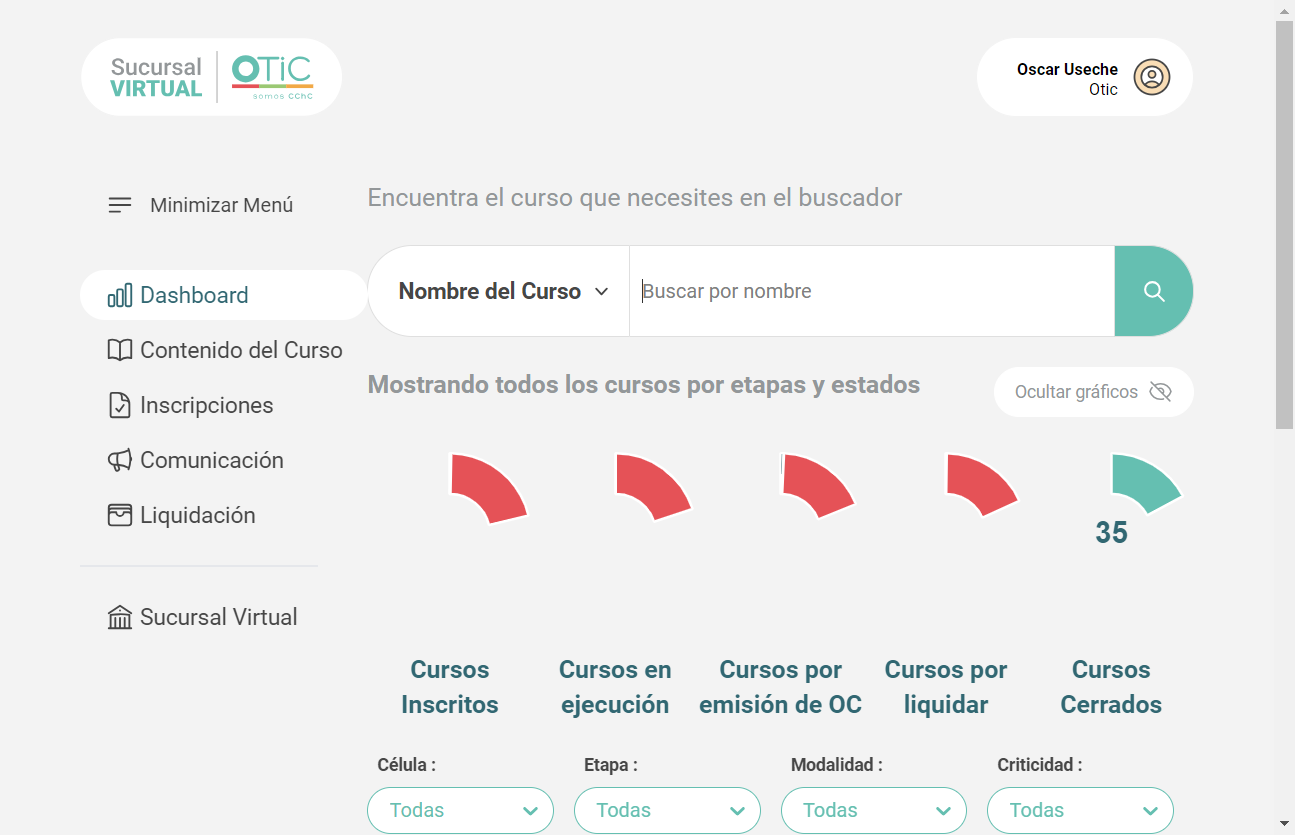 Sucursal
VIRTUAL
OTiC
somos CChC
Oscar Useche
Otic
Minimizar Menú
Dashboard
Contenido del Curso
Inscripciones
Comunicación
Liquidación
Sucursal Virtual
Encuentra el curso que necesites en el buscador
Nombre del Curso
Buscar por nombre
Mostrando todos los cursos por etapas y estados
Ocultar gráficos
35
Cursos
Inscritos
Cursos en
ejecución
Cursos por
emisión de OC
Cursos por
liquidar
Cursos
Cerrados
Célula :
Todas
Etapa :
Todas
Modalidad :
Todas
Criticidad :
Todas